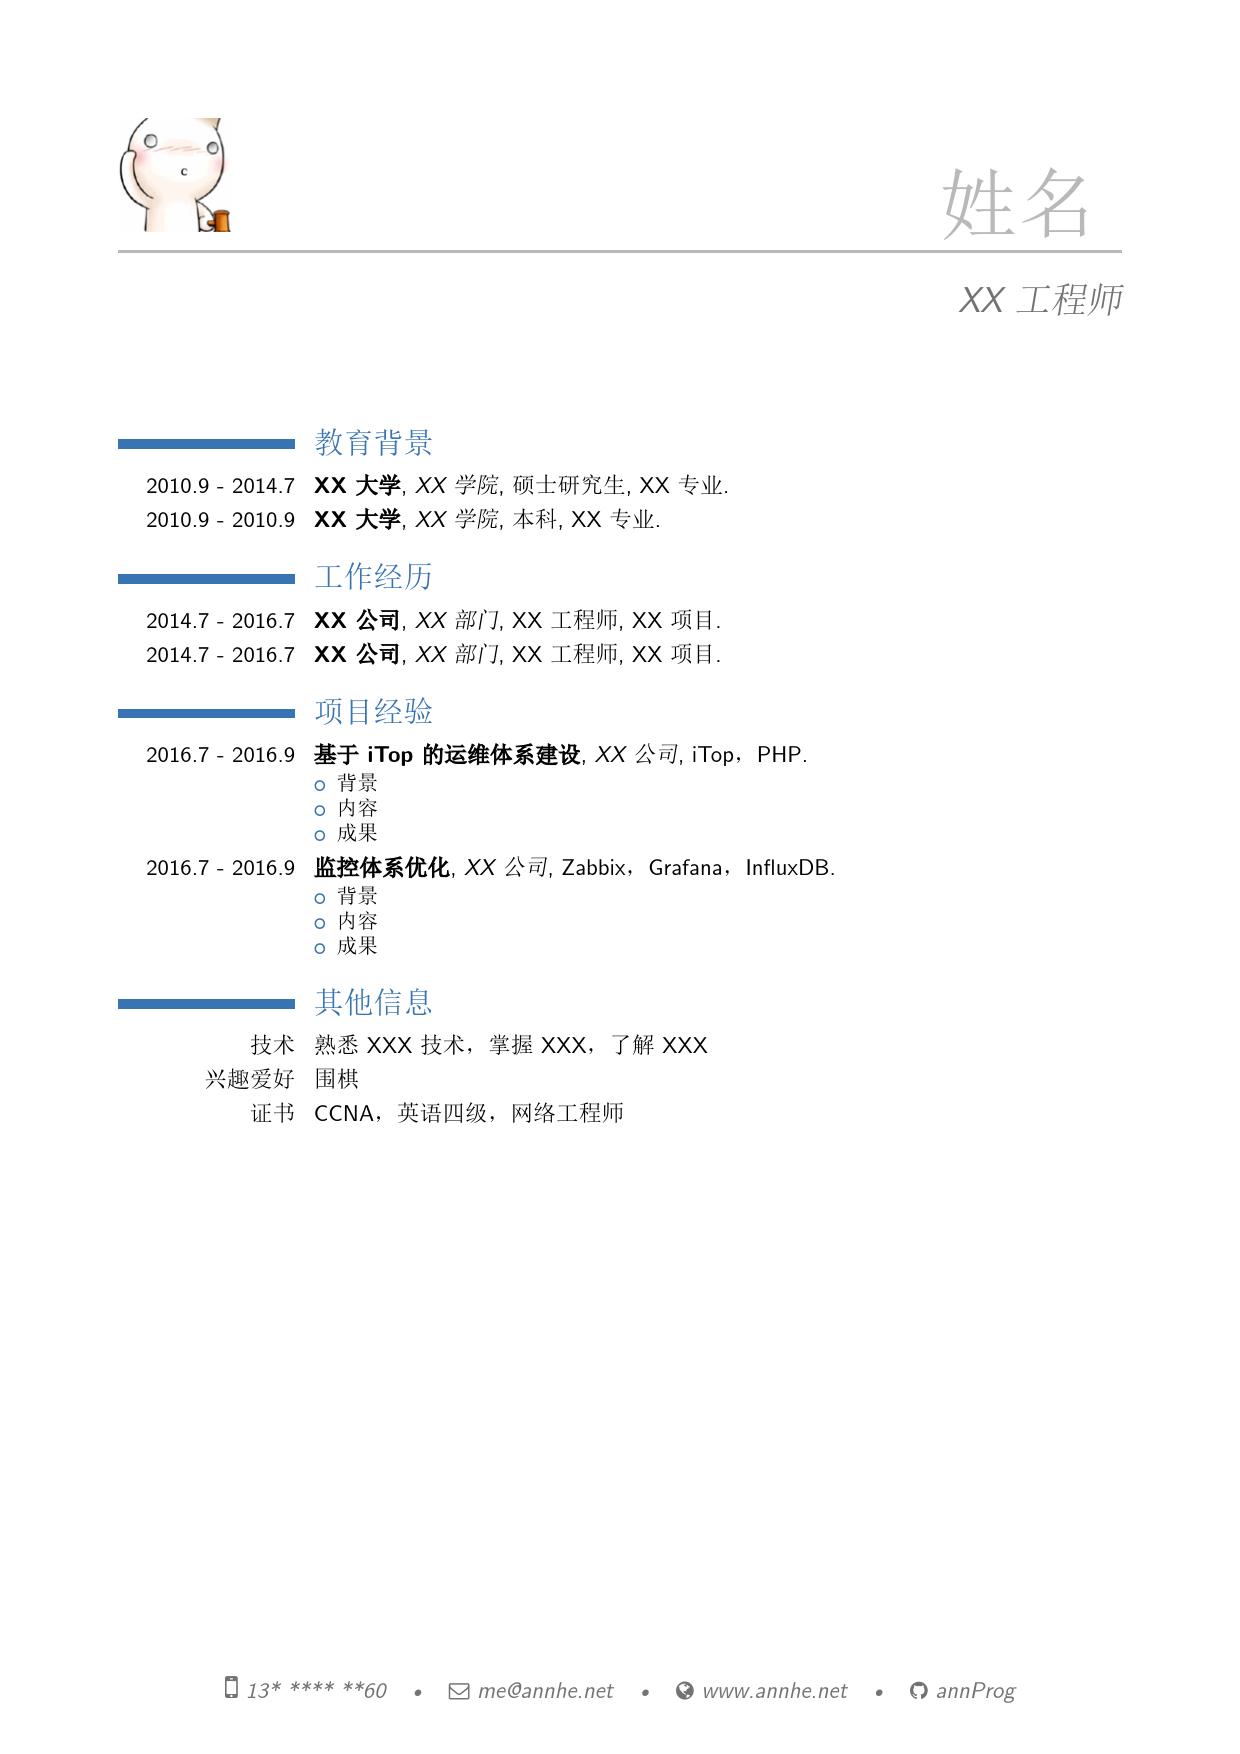 姓名
XX 工程师
教育背景
2010.9 - 2014.7 XX 大学, XX 学院, 硕士研究生, XX 专业.
2010.9 - 2010.9 XX 大学, XX 学院, 本科, XX 专业.
工作经历
2014.7 - 2016.7 XX 公司, XX 部门, XX 工程师, XX 项目.
2014.7 - 2016.7 XX 公司, XX 部门, XX 工程师, XX 项目.
项目经验
2016.7 - 2016.9 基于 iTop 的运维体系建设, XX 公司, iTop，PHP.
背景
内容
成果
2016.7 - 2016.9 监控体系优化, XX 公司, Zabbix，Grafana，InfluxDB.
背景
内容
成果
其他信息
技术 熟悉 XXX 技术，掌握 XXX，了解 XXX
兴趣爱好 围棋
证书 CCNA，英语四级，网络工程师
13* **** **60 • me@annhe.net • www.annhe.net • annProg